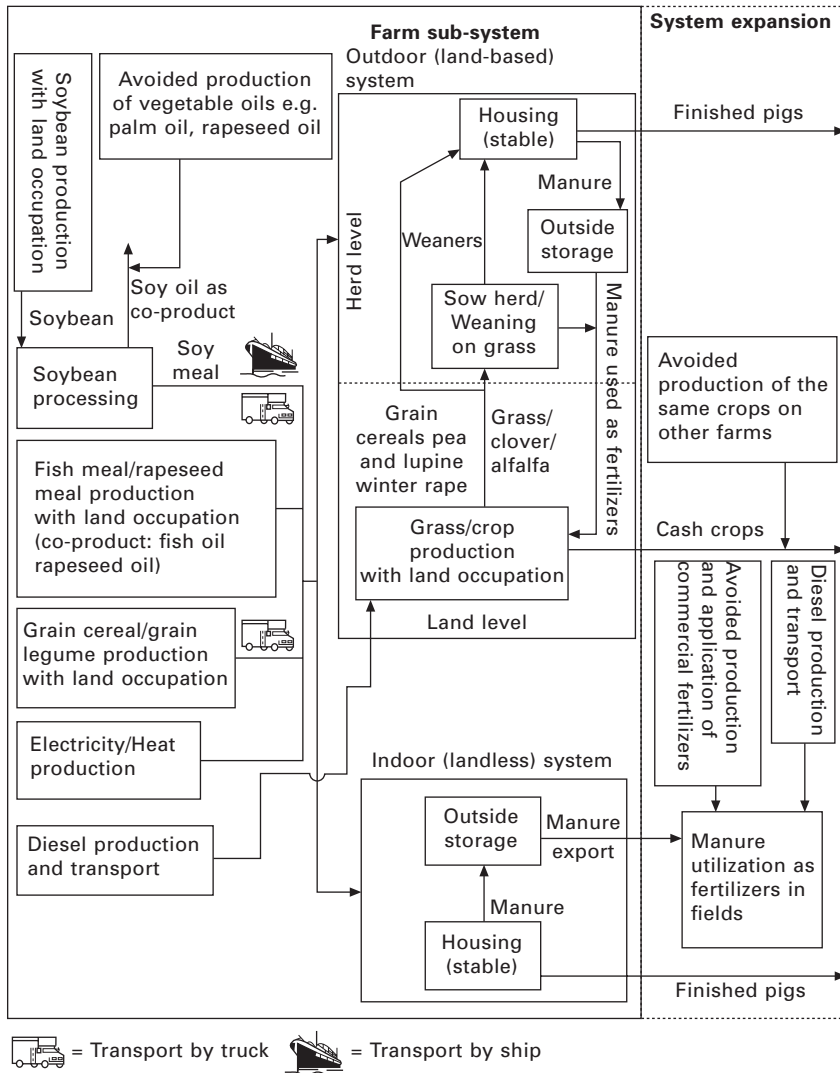 Farm sub-system
System expansion
Outdoor (land-based)
system
Soybean production
with land occupation
Avoided production
of vegetable oils e.g.
palm oil, rapeseed oil
Housing
(stable)
Finished pigs
Manure
Herd level
Weaners
Outside
storage
Soy oil as
co-product
Soybean
Sow herd/
Weaning
on grass
Manure used as fertilizers
Soy
meal
Soybean
processing
Avoided
production of the
same crops on
other farms
Grain
cereals pea
and lupine
winter rape
Grass/
clover/
alfalfa
Fish meal/rapeseed
meal production
with land occupation
(co-product: fish oil
rapeseed oil)
Grass/crop
production
with land occupation
Cash crops
Land level
Avoided production
and application of
commercial fertilizers
Diesel production
and transport
Grain cereal/grain
legume production
with land occupation
Electricity/Heat
production
Indoor (landless) system
Diesel production
and transport
Outside
storage
Manure
export
Manure
utilization as
fertilizers in
fields
Manure
Housing
(stable)
Finished pigs
= Transport by truck
= Transport by ship